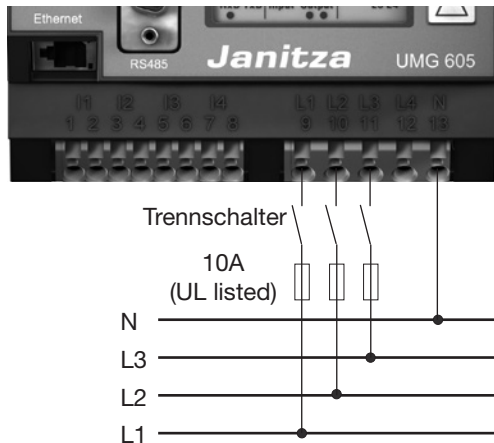 Ethernet
RS485
Janitza
UMG 605
I1 I2 I3 I4 L1 L2 L3 L4 N
1 2 3 4 5 6 7 8 9 10 11 12 13
Trennschalter
10A
(UL listed)
N
L3
L2
L1